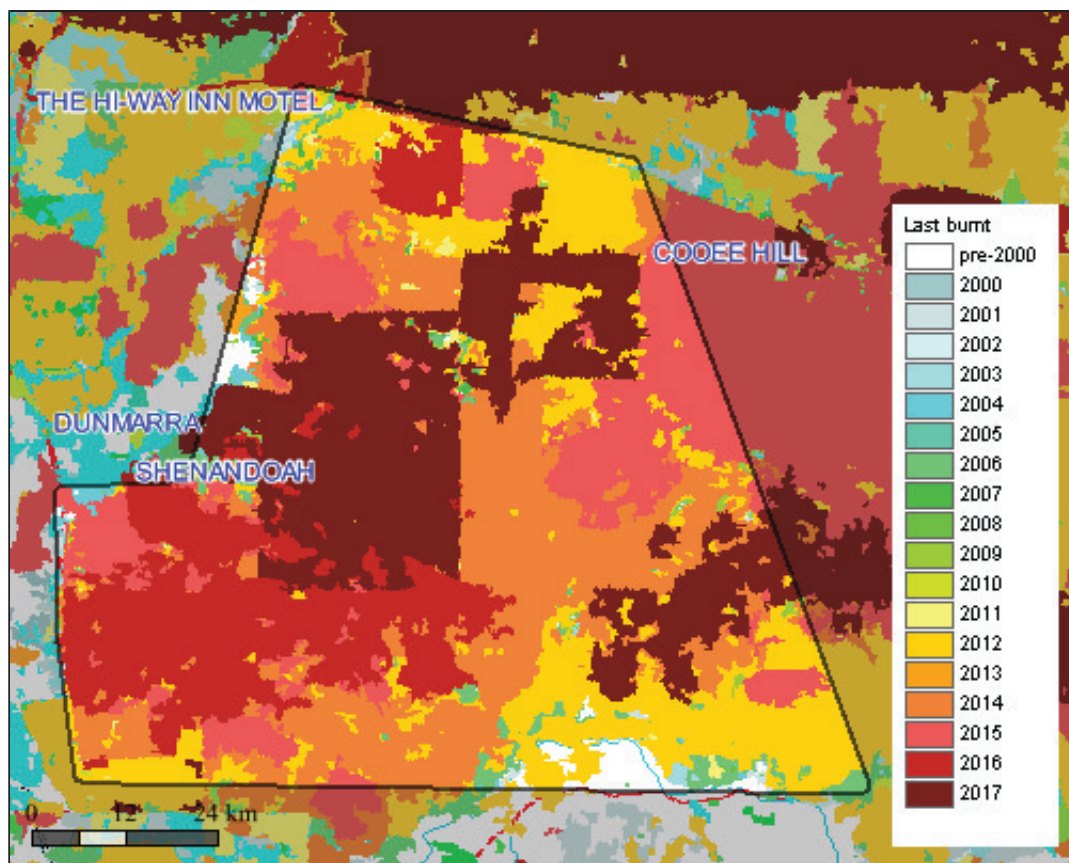 THE HI-WAY INN MOTEL
COOEE HILL
DUNMARRA
SHENANDOAH
0 12 24 km
Last burnt
pre-2000
2000
2001
2002
2003
2004
2005
2006
2007
2008
2009
2010
2011
2012
2013
2014
2015
2016
2017